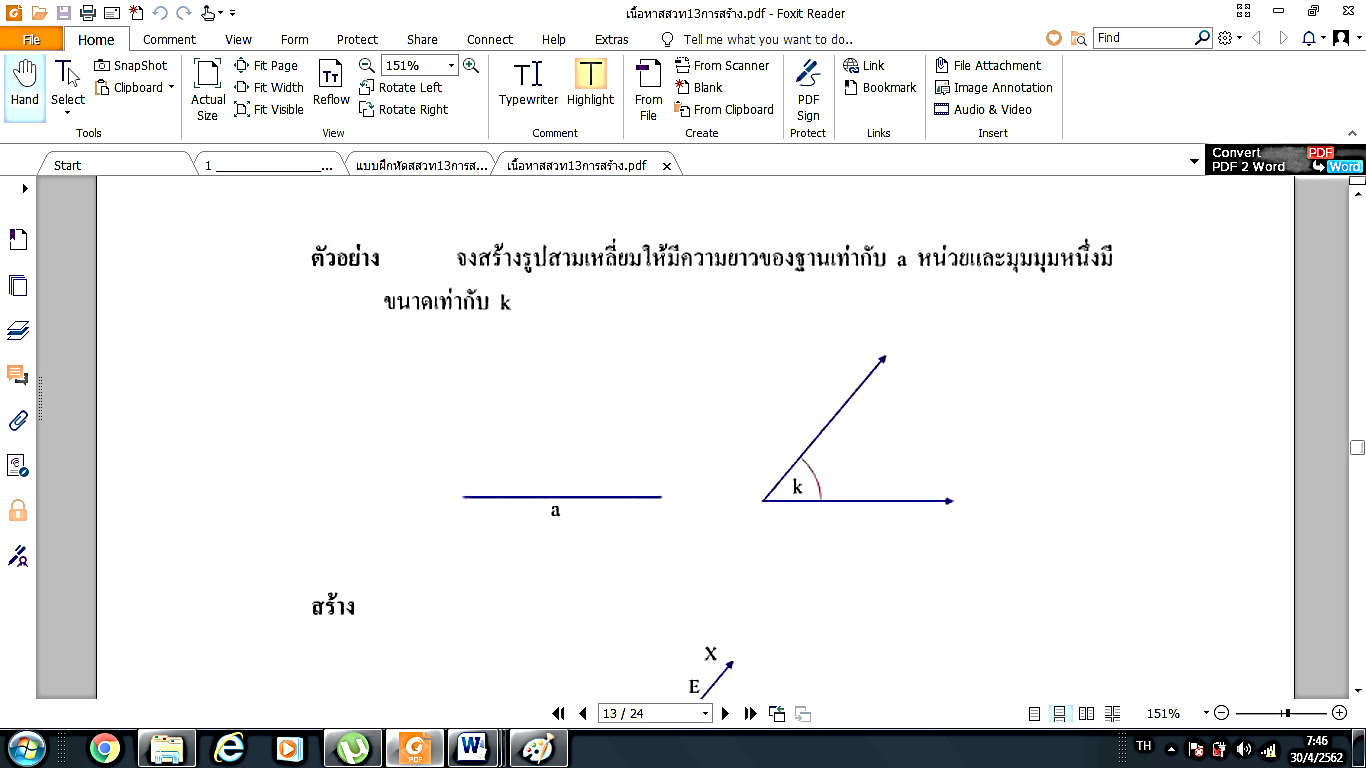 เนื้อหาสสวท13การสร้าง.pdf - Foxit Reader
File Home Comment View Form Protect Share Connect Help Extras Tell me what you want to do.. Find
SnapShot Fit Page 151% From Scanner Link File Attachment
Clipboard Fit Width Rotate Left Blank Bookmark Image Annotation
Hand Select Actual Size Fit Visible Reflow Rotate Right Typewriter Highlight From File From Clipboard PDF Sign Audio & Video
Tools View Comment Create Protect Links Insert
Start 1 __________________... แบบฝึกหัดสสวท13การส... เนื้อหาสสวท13การสร้าง.pdf
Convert PDF
PDF 2 Word Word
ตัวอย่าง จงสร้างรูปสามเหลี่ยมให้มีความยาวของฐานเท่ากับ a หน่วยและมุมมุมหนึ่งมี
ขนาดเท่ากับ k
k
a
สร้าง
X
E
13 / 24 151%
PDF W
TH 7:46
30/4/2562